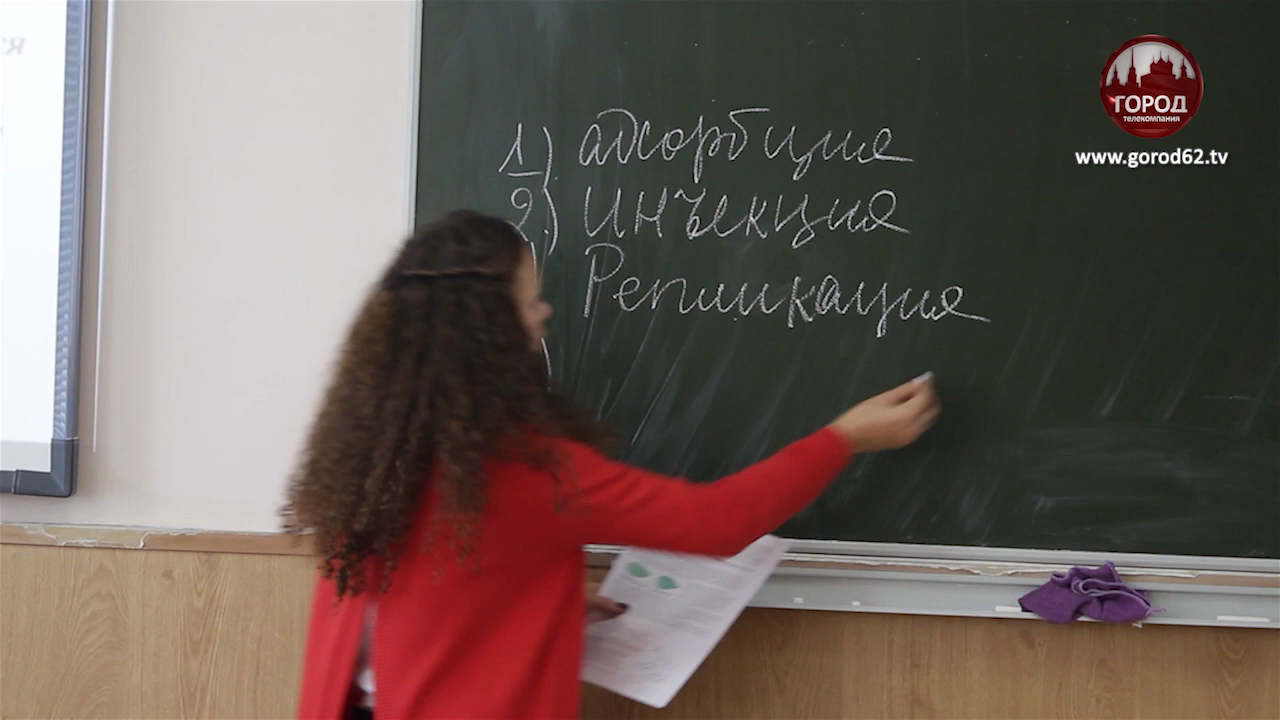 ГОРОД
телекомпания
www.gorod62.tv
1) адсорбция
2) Инъекция
Репликация